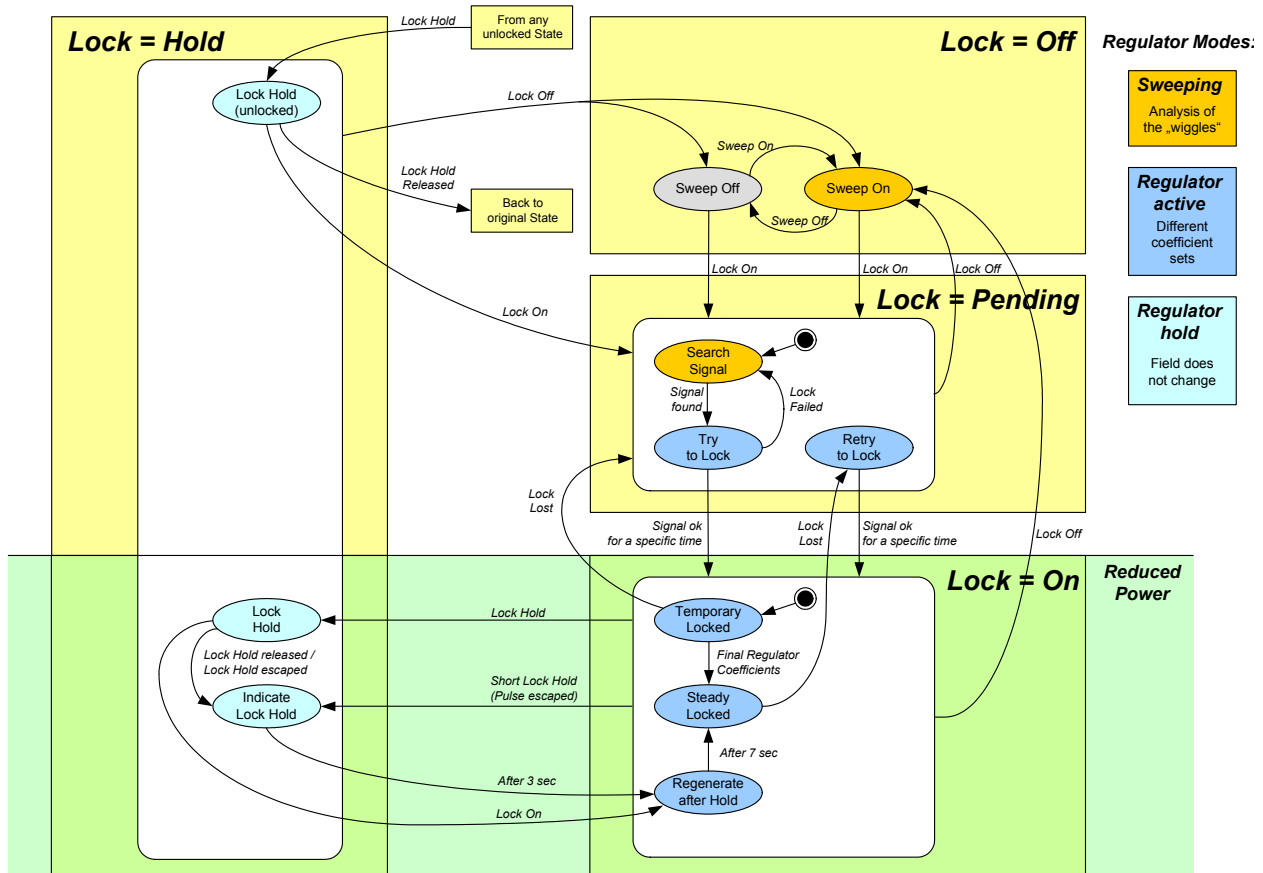 Lock = Hold
Lock Hold
From any
unlocked State
Lock = Off
Regulator Modes:
Lock Hold
(unlocked)
Lock Off
Sweeping
Analysis of
the „wiggles“
Lock Hold
Released
Sweep On
Sweep Off
Sweep On
Sweep Off
Back to
original State
Regulator
active
Different
coefficient
sets
Lock On
Lock On
Lock Off
Lock = Pending
Lock On
Regulator
hold
Field does
not change
Search
Signal
Signal
found
Lock
Failed
Try
to Lock
Retry
to Lock
Lock
Lost
Signal ok
for a specific time
Lock
Lost
Signal ok
for a specific time
Lock Off
Lock = On
Reduced
Power
Lock
Hold
Lock Hold
Temporary
Locked
Lock Hold released /
Lock Hold escaped
Final Regulator
Coefficients
Short Lock Hold
(Pulse escaped)
Indicate
Lock Hold
Steady
Locked
After 7 sec
After 3 sec
Regenerate
after Hold
Lock On